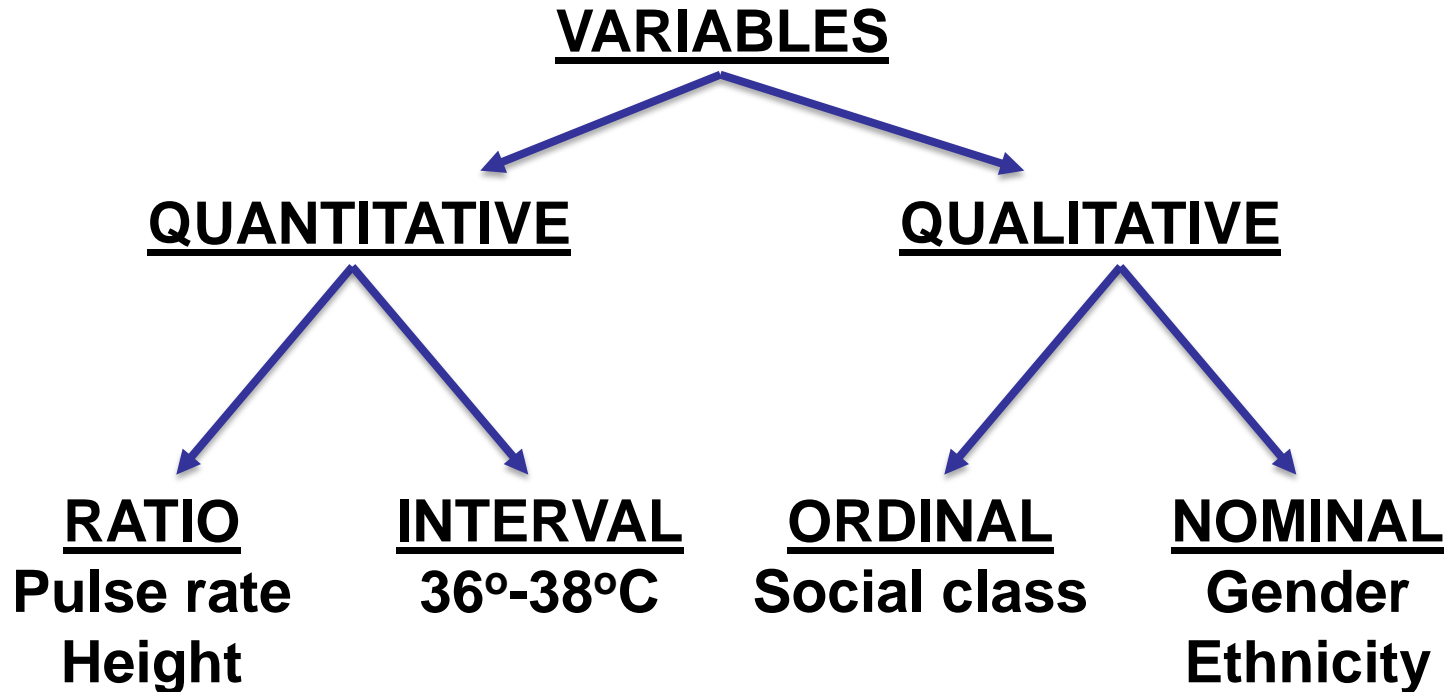 VARIABLES
QUANTITATIVE
QUALITATIVE
RATIO
Pulse rate
Height
INTERVAL
36º-38ºC
ORDINAL
Social class
NOMINAL
Gender
Ethnicity